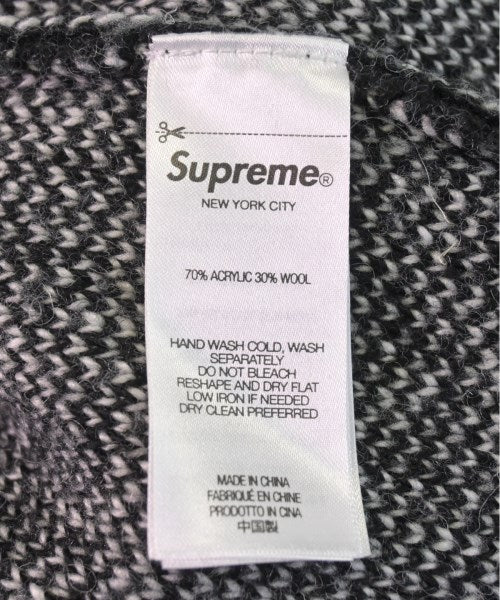 Supreme®
NEW YORK CITY
70% ACRYLIC 30% WOOL
HAND WASH COLD, WASH
SEPARATELY
DO NOT BLEACH
RESHAPE AND DRY FLAT
LOW IRON IF NEEDED
DRY CLEAN PREFERRED
MADE IN CHINA
FABRIQUÉ EN CHINE
PRODOTTO IN CINA
中国製